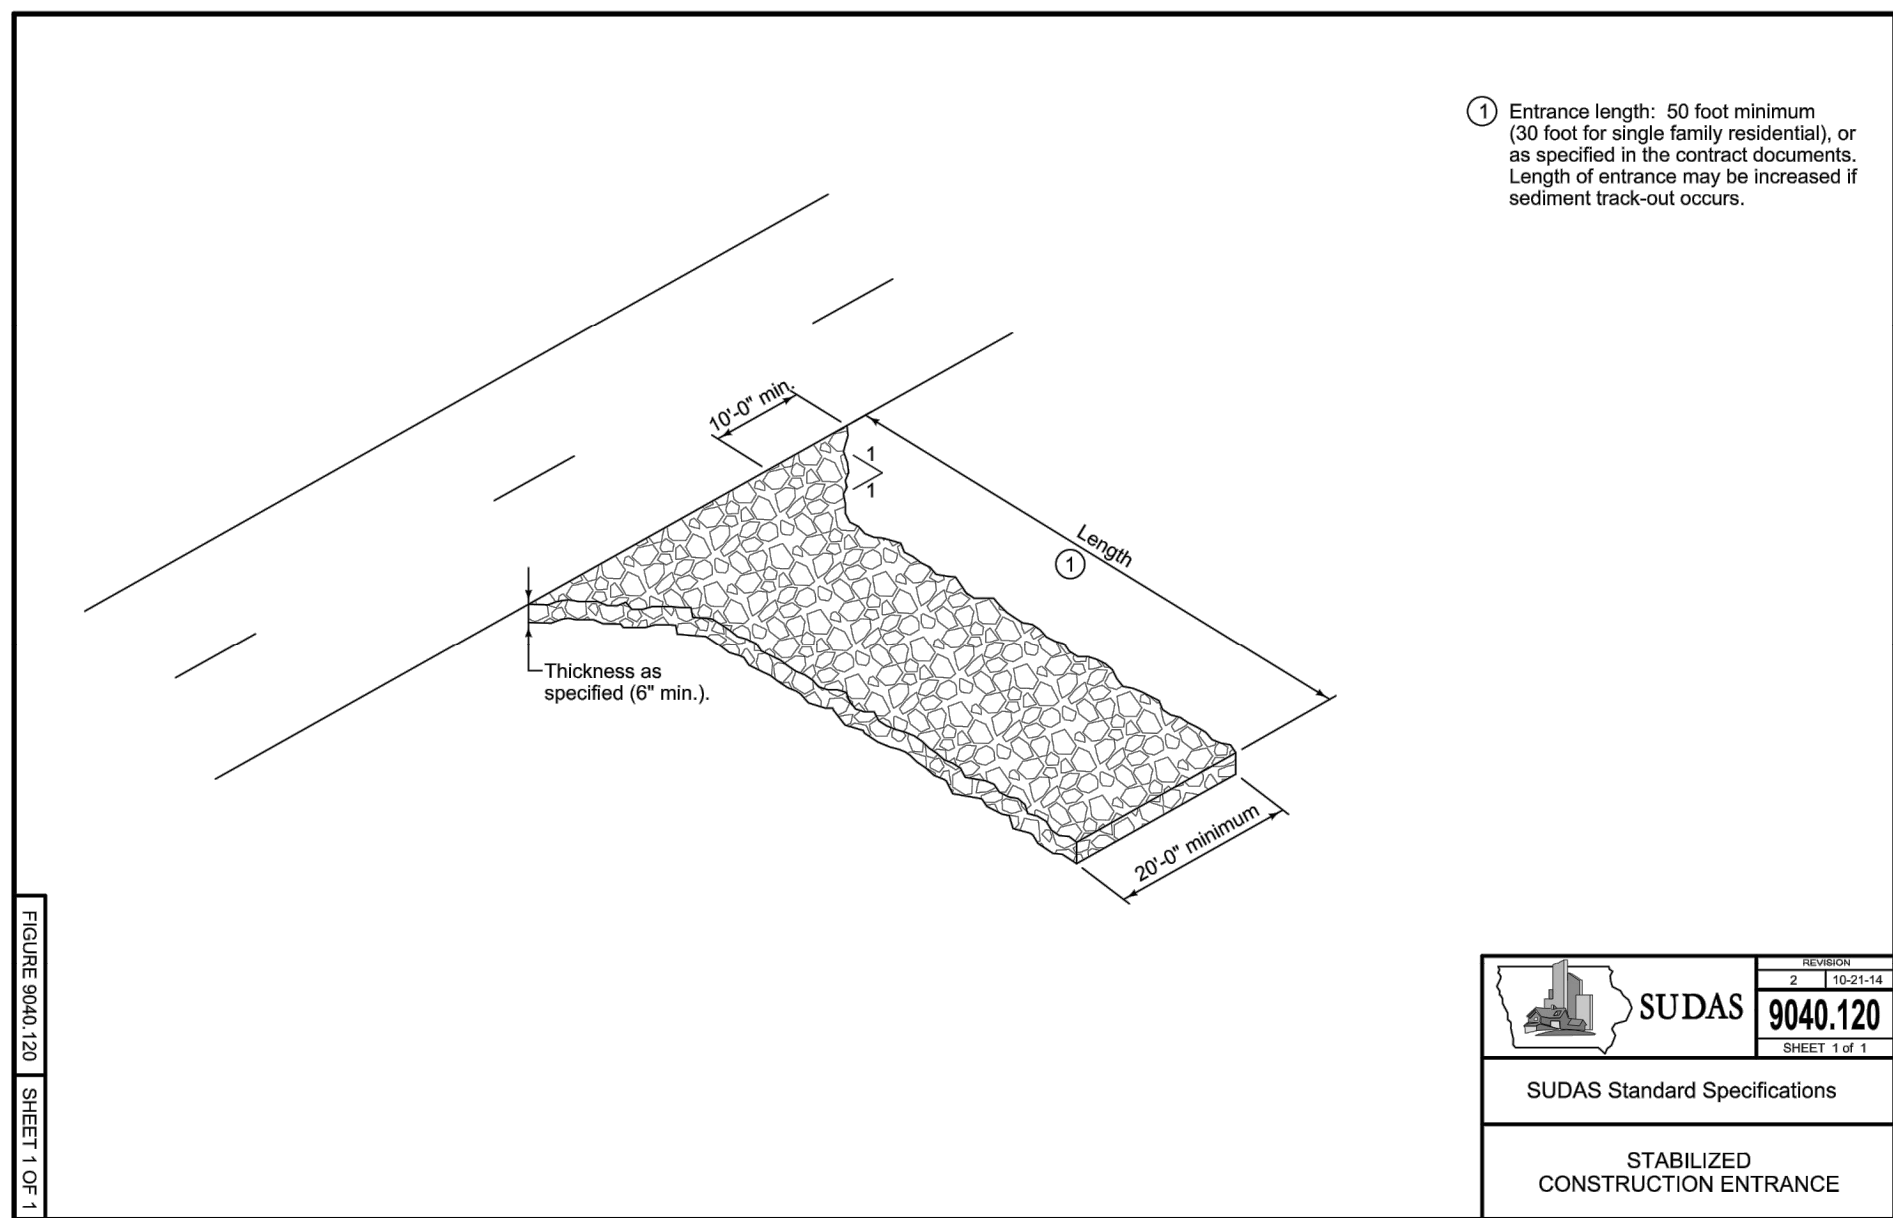 1 Entrance length: 50 foot minimum
(30 foot for single family residential), or
as specified in the contract documents.
Length of entrance may be increased if
sediment track-out occurs.
10'-0" min.
1
1
Length
1
Thickness as
specified (6" min.).
20'-0" minimum
FIGURE 9040.120 SHEET 1 OF 1
SUDAS
REVISION
2 10-21-14
9040.120
SHEET 1 of 1
SUDAS Standard Specifications
STABILIZED
CONSTRUCTION ENTRANCE